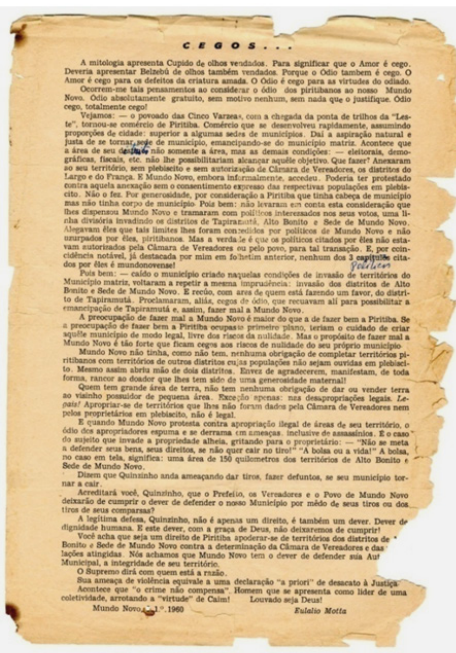 CEGOS...
A mitologia apresenta Cupido de olhos vendados. Para significar que o Amor é cego.
Deveria apresentar Belzebú de olhos também vendados. Porque o Odio tambem é cego. O
Amor é cego para os defeitos da criatura amada. O Odio é cego para as virtudes do odiado.
Ocorrem-me tais pensamentos ao considerar o ódio dos piritibanos ao nosso Mundo
Novo. Odio absolutamente gratuito, sem motivo nenhum, sem nada que o justifique. Odio
cego, totalmente cego!
Vejamos: — o povoado das Cinco Vargeas, com a chegada da ponta de trilhos da "Les-
te", tornou-se comércio de Piritiba. Comércio que se desenvolveu rapidamente, assumindo
proporções de cidade: superior a algumas sedes de municipios. Daí a aspiração natural e
justa de se tornar sede de município, emancipando-se do municipio matriz. Acontece que
a área de seu não somente a área, mas as demais condições: — eleitorais, demo-
gráficas, fiscais, etc. não lhe possibilitariam alcançar aquêle objetivo. Que fazer? Anexaram
ao seu território, sem plebiscito e sem autorização da Câmara de Vereadores, os distritos do
Largo e do França. E Mundo Novo, embora informalmente, accedeu. Poderia ter protestado
contra aquela anexação sem o consentimento expresso das respectivas populações em plebis-
cito. Não o fez. Por generosidade, por consideração a Piritiba que tinha cabeça de município
mas não tinha corpo de municipio. Pois bem: não levaram em conta esta consideração que
lhes dispensou Mundo Novo e tramaram com politicos interessados nos seus votos, uma li-
nha divisória invadindo os distritos de Tapiramutá, Alto Bonito e Sede de Mundo Novo.
Alegavam êles que tais limites lhes foram concedidos por políticos de Mundo Novo e não
usurpados por êles, piritibanos. Mas a verdade é que os políticos citados por êles não esta-
vam autorizados pela Câmara de Vereadores ou pelo povo, para tal transação. E, por coin-
cidência notável, já destacada por mim em folhetim anterior, nenhum dos 3 cita-
dos por êles é mundonovense!
Pois bem: — caído o município criado naquelas condições de invasão de territórios do
Municipio matriz, voltaram a repetir a mesma imprudência: invasão dos distritos de Alto
Bonito e Sede de Mundo Novo. E recúo, com ares de quem está fazendo um favor, do distri-
to de Tapiramutá. Proclamaram, aliás, cegos de ódio, que recuavam ali para possibilitar a
emancipação de Tapiramutá e, assim, fazer mal a Mundo Novo.
A preocupação de fazer mal a Mundo Novo é maior do que a de fazer bem a Piritiba. Se
a preocupação de fazer bem a Piritiba ocupasse primeiro plano, teriam o cuidado de criar
aquêle municipio de modo legal, livre dos riscos da nulidade. Mas o propósito de fazer mal a
Mundo Novo é tão forte que ficam cegos aos riscos de nulidade do seu próprio município
Mundo Novo não tinha, como não tem, nenhuma obrigação de completar territórios pi-
ritibanos com territórios de outros distritos cujas populações não sejam ouvidas em plebisci-
to. Mesmo assim abriu mão de dois distritos. Envez de agradecerem, manifestam, de toda
forma, rancor ao doador que lhes tem sido de uma generosidade maternal!
Quem tem grande área de terra, não tem nenhuma obrigação de dar ou vender terra
ao visinho possuidor de pequena área. Exceção apenas: nas desapropriações legais. Le-
gais! Apropriar-se de territórios que lhes não foram dados pela Câmara de Vereadores nem
pelos proprietários em plebiscito, não é legal.
E quando Mundo Novo protesta contra apropriação ilegal de áreas de seu território, o
ódio dos apropriadores espuma e se derrama em ameaças, inclusive de assassínios. E o caso
do sujeito que invade a propriedade alheia, gritando para o proprietário: — "Não se meta
a defender seus bens, seus direitos, se não quer cair no tiro!" "A bolsa ou a vida!" A bolsa,
no caso em tela, significa: uma área de 150 quilometros dos territórios de Alto Bonito e
Sede de Mundo Novo.
Dizem que Quinzinho anda ameaçando dar tiros, fazer defuntos, se seu município tor-
nar a cair.
Acreditará você, Quinzinho, que o Prefeito, os Vereadores e o Povo de Mundo Novo
deixarão de cumprir o dever de defender o nosso Municipio por mêdo de seus tiros ou dos
tiros de seus comparsas?
A legítima defesa, Quinzinho, não é apenas um direito, é também um dever. Dever de
dignidade humana. E este dever, com a graça de Deus, não deixaremos de cumprir!
Você acha que seja um direito de Piritiba apoderar-se de territórios dos distritos de
Bonito e Sede de Mundo Novo contra a determinação da Câmara de Vereadores e das
lações atingidas. Nós achamos que Mundo Novo tem o dever de defender sua
Municipal, a integridade de seu território.
O Supremo dirá com quem está a razão.
Sua ameaça de violência equivale a uma declaração "a priori" de desacato à Justiça
Acontece que "o crime não compensa". Homem que se apresenta como líder de uma
coletividade, arrotando a "virtude" de Caim! Louvado seja Deus!
Mundo Novo, 1.º. 1960
Eulalio Motta